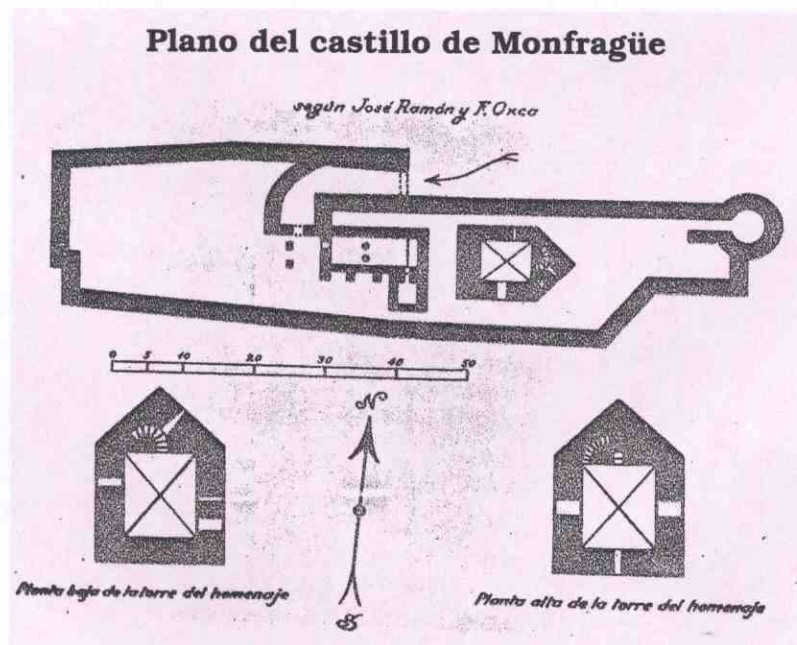 Plano del castillo de Monfragüe
según José Ramón y F. Oxea
0 5 10 20 30 40 50
N
S
Planta baja de la torre del homenaje
Planta alta de la torre del homenaje